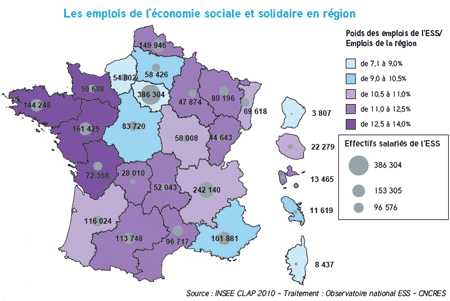 Les emplois de l'économie sociale et solidaire en région
Poids des emplois de l'ESS/
Emplois de la région
de 7,1 à 9,0%
de 9,0 à 10,5%
de 10,5 à 11,0%
de 11,0 à 12,5%
de 12,5 à 14,0%
Effectifs salariés de l'ESS
386 304
153 305
96 576
149 946
54 802
58 426
386 304
47 874
80 196
69 618
144 248
161 425
83 720
58 008
44 643
72 358
28 010
52 043
242 140
116 024
113 748
96 717
161 881
3 807
22 279
13 465
11 619
8 437
Source : INSEE CLAP 2010 - Traitement : Observatoire national ESS - CNCRES